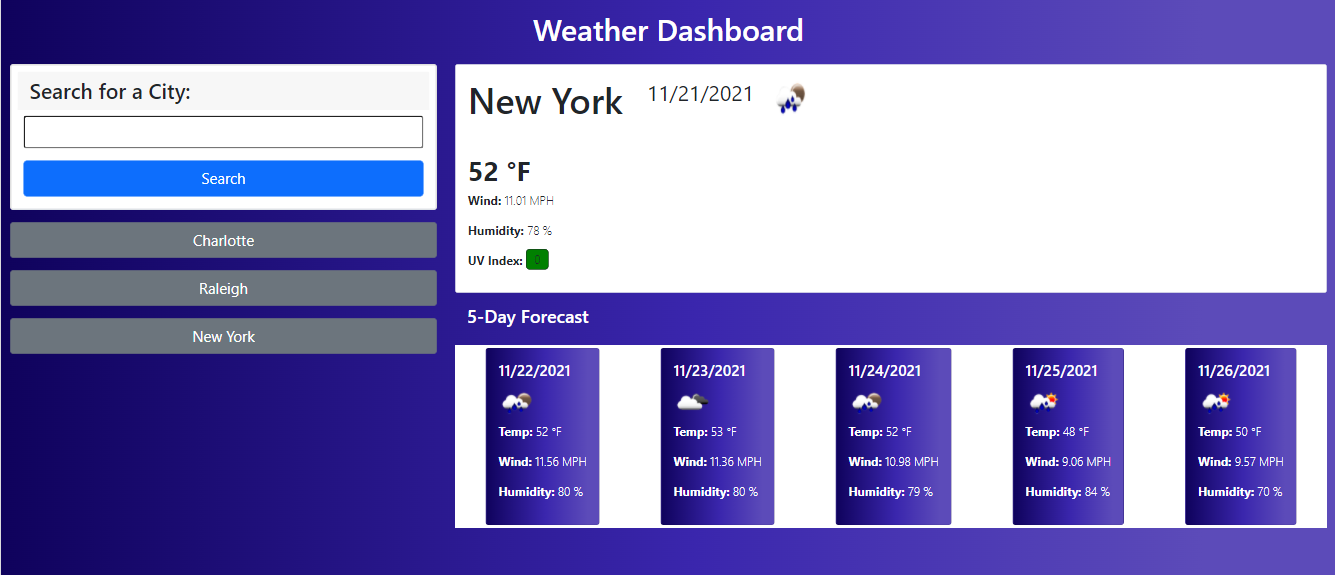 Weather Dashboard
Search for a City:
Search
Charlotte
Raleigh
New York
New York 11/21/2021
52 °F
Wind: 11.01 MPH
Humidity: 78 %
UV Index: 0
5-Day Forecast
11/22/2021
Temp: 52 °F
Wind: 11.56 MPH
Humidity: 80 %
11/23/2021
Temp: 53 °F
Wind: 11.36 MPH
Humidity: 80 %
11/24/2021
Temp: 52 °F
Wind: 10.98 MPH
Humidity: 79 %
11/25/2021
Temp: 48 °F
Wind: 9.06 MPH
Humidity: 84 %
11/26/2021
Temp: 50 °F
Wind: 9.57 MPH
Humidity: 70 %